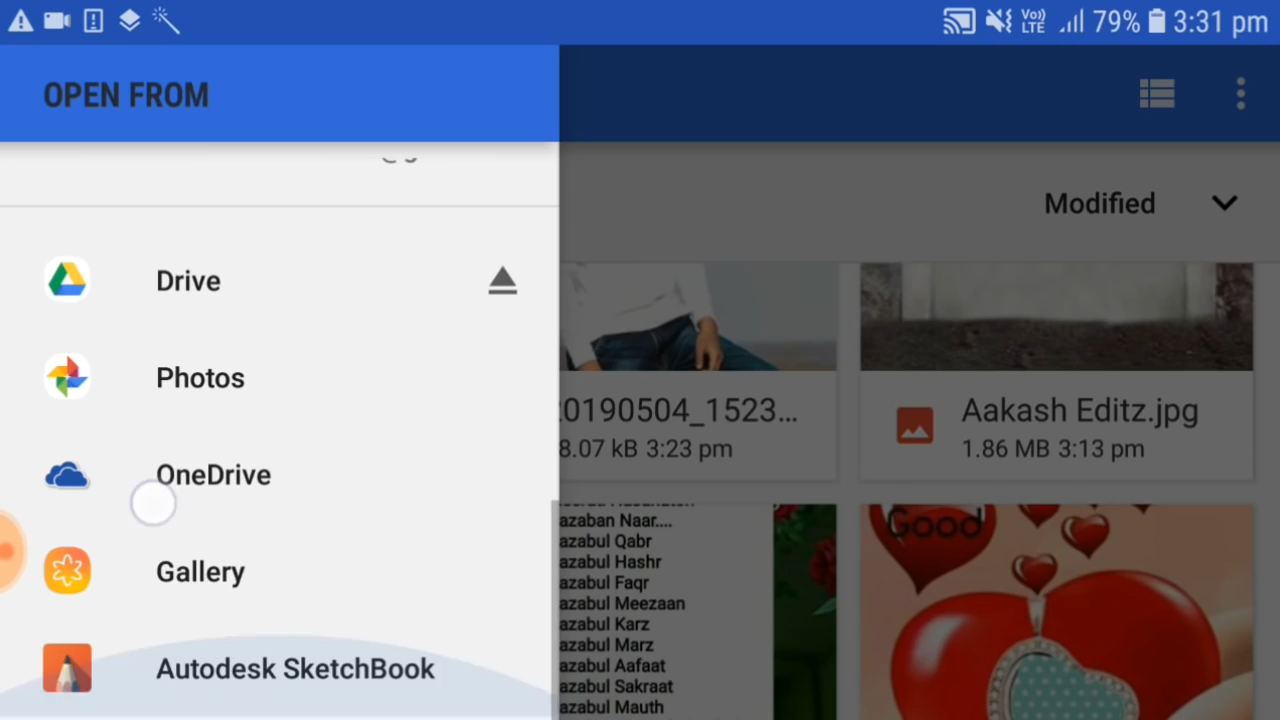 Vo))
LTE
79%
3:31 pm
OPEN FROM
Modified
Drive
Photos
OneDrive
Gallery
Autodesk SketchBook
20190504_1523...
8.07 kB 3:23 pm
Aakash Editz.jpg
1.86 MB 3:13 pm
azaban Naar....
azabul Qabr
azabul Hashr
azabul Faqr
azabul Meezaan
azabul Karz
azabul Marz
azabul Aafaat
azabul Sakraat
azabul Mauth
Good